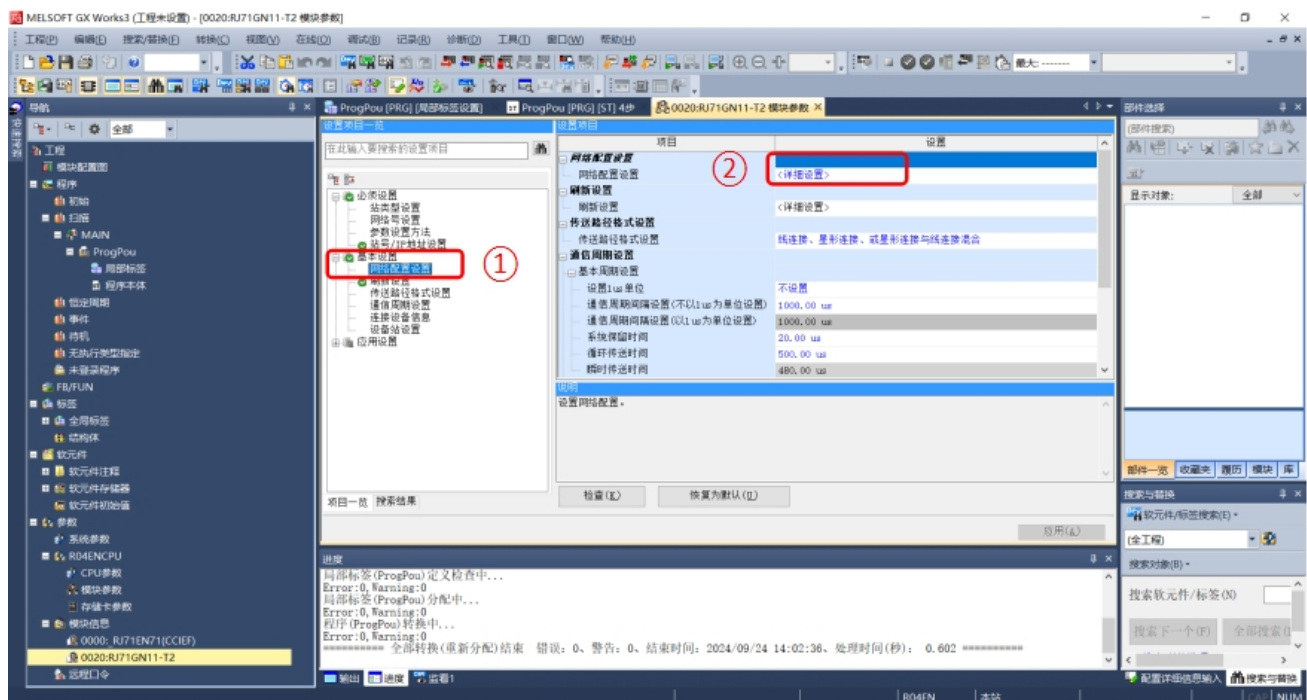 MELSOFT GX Works3 (工程未设置) - [0020:RJ71GN11-T2 模块参数]
工程(P) 编辑(E) 搜索/替换(F) 转换(C) 视图(V) 在线(O) 调试(B) 记录(R) 诊断(D) 工具(T) 窗口(W) 帮助(H)
最大:
导航
全部
工程
模块配置图
程序
初始
扫描
MAIN
ProgPou
局部标签
程序本体
恒定周期
事件
待机
无执行类型指定
未登录程序
FB/FUN
标签
全局标签
结构体
软元件
软元件注释
软元件存储器
软元件初始值
参数
系统参数
R04ENCPU
CPU参数
模块参数
存储卡参数
模块信息
0000: RJ71EN71(CCIEF)
0020:RJ71GN11-T2
远程口令
ProgPou [PRG] [局部标签设置]
ProgPou [PRG] [ST] 4步
0020:RJ71GN11-T2 模块参数
设置项目一览
在此输入要搜索的设置项目
必须设置
站类型设置
网络号设置
参数设置方法
站号/IP地址设置
基本设置
网络配置设置
刷新设置
传送路径格式设置
通信周期设置
连接设备信息
设备站设置
应用设置
①
项目一览 搜索结果
设置项目
项目 设置
网络配置设置
网络配置设置 <详细设置>
②
刷新设置
刷新设置 <详细设置>
传送路径格式设置
传送路径格式设置 线连接、星形连接、或星形连接与线连接混合
通信周期设置
基本周期设置
设置1us单位 不设置
通信周期间隔设置(不以1us为单位设置) 1000.00 us
通信周期间隔设置(以1us为单位设置) 1000.00 us
系统保留时间 20.00 us
循环传送时间 500.00 us
瞬时传送时间 480.00 us
说明
设置网络配置。
检查(K) 恢复为默认(U)
应用(A)
进度
局部标签(ProgPou)定义检查中...
Error:0,Warning:0
局部标签(ProgPou)分配中...
Error:0,Warning:0
程序(ProgPou)转换中...
Error:0,Warning:0
========== 全部转换(重新分配)结束 错误：0、警告：0、结束时间：2024/09/24 14:02:36、处理时间(秒)： 0.602 ==========
输出 进度 监看1
部件选择
(部件搜索)
显示对象: 全部
部件一览 收藏夹 履历 模块 库
搜索与替换
软元件/标签搜索(E)
(全工程)
搜索对象(B)
搜索软元件/标签(N)
搜索下一个(F) 全部搜索(
配置详细信息输入 搜索与替换
R04EN 本站 CAP NUM